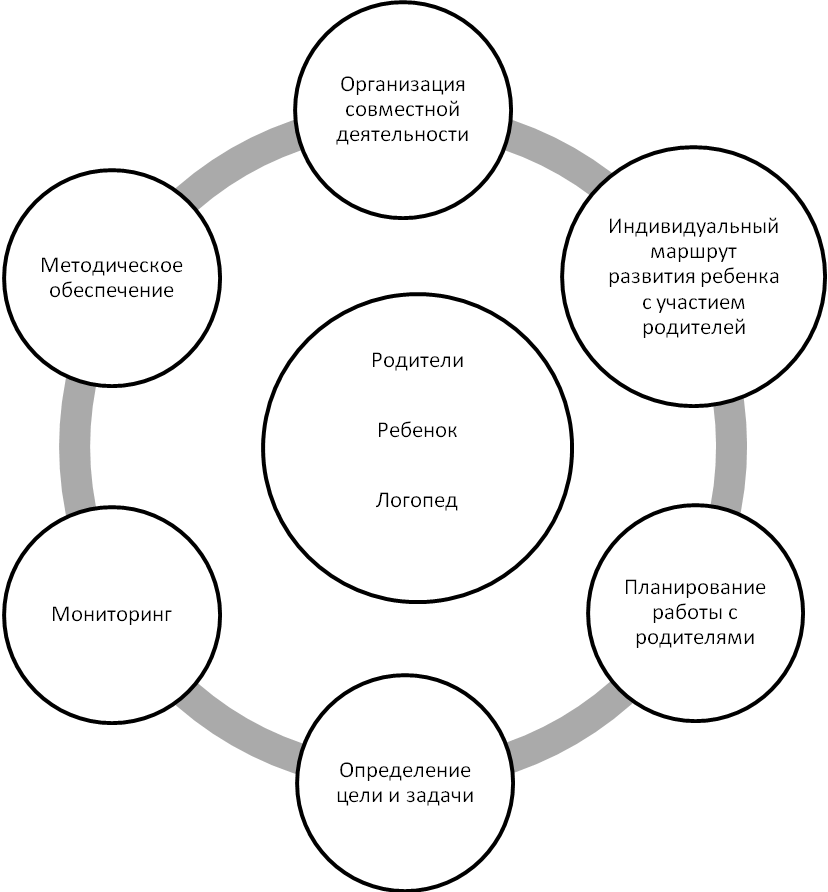 Организация
совместной
деятельности
Индивидуальный
маршрут
развития ребенка
с участием
родителей
Методическое
обеспечение
Родители
Ребенок
Логопед
Планирование
работы с
родителями
Мониторинг
Определение
цели и задачи